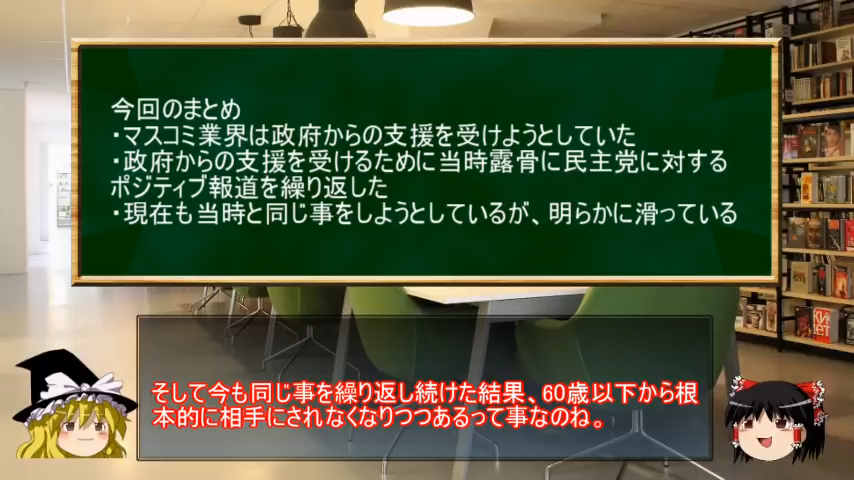 今回のまとめ
・マスコミ業界は政府からの支援を受けようとしていた
・政府からの支援を受けるために当時露骨に民主党に対する
ポジティブ報道を繰り返した
・現在も当時と同じ事をしようとしているが、明らかに滑っている
そして今も同じ事を繰り返し続けた結果、60歳以下から根
本的に相手にされなくなりつつあるって事なのね。